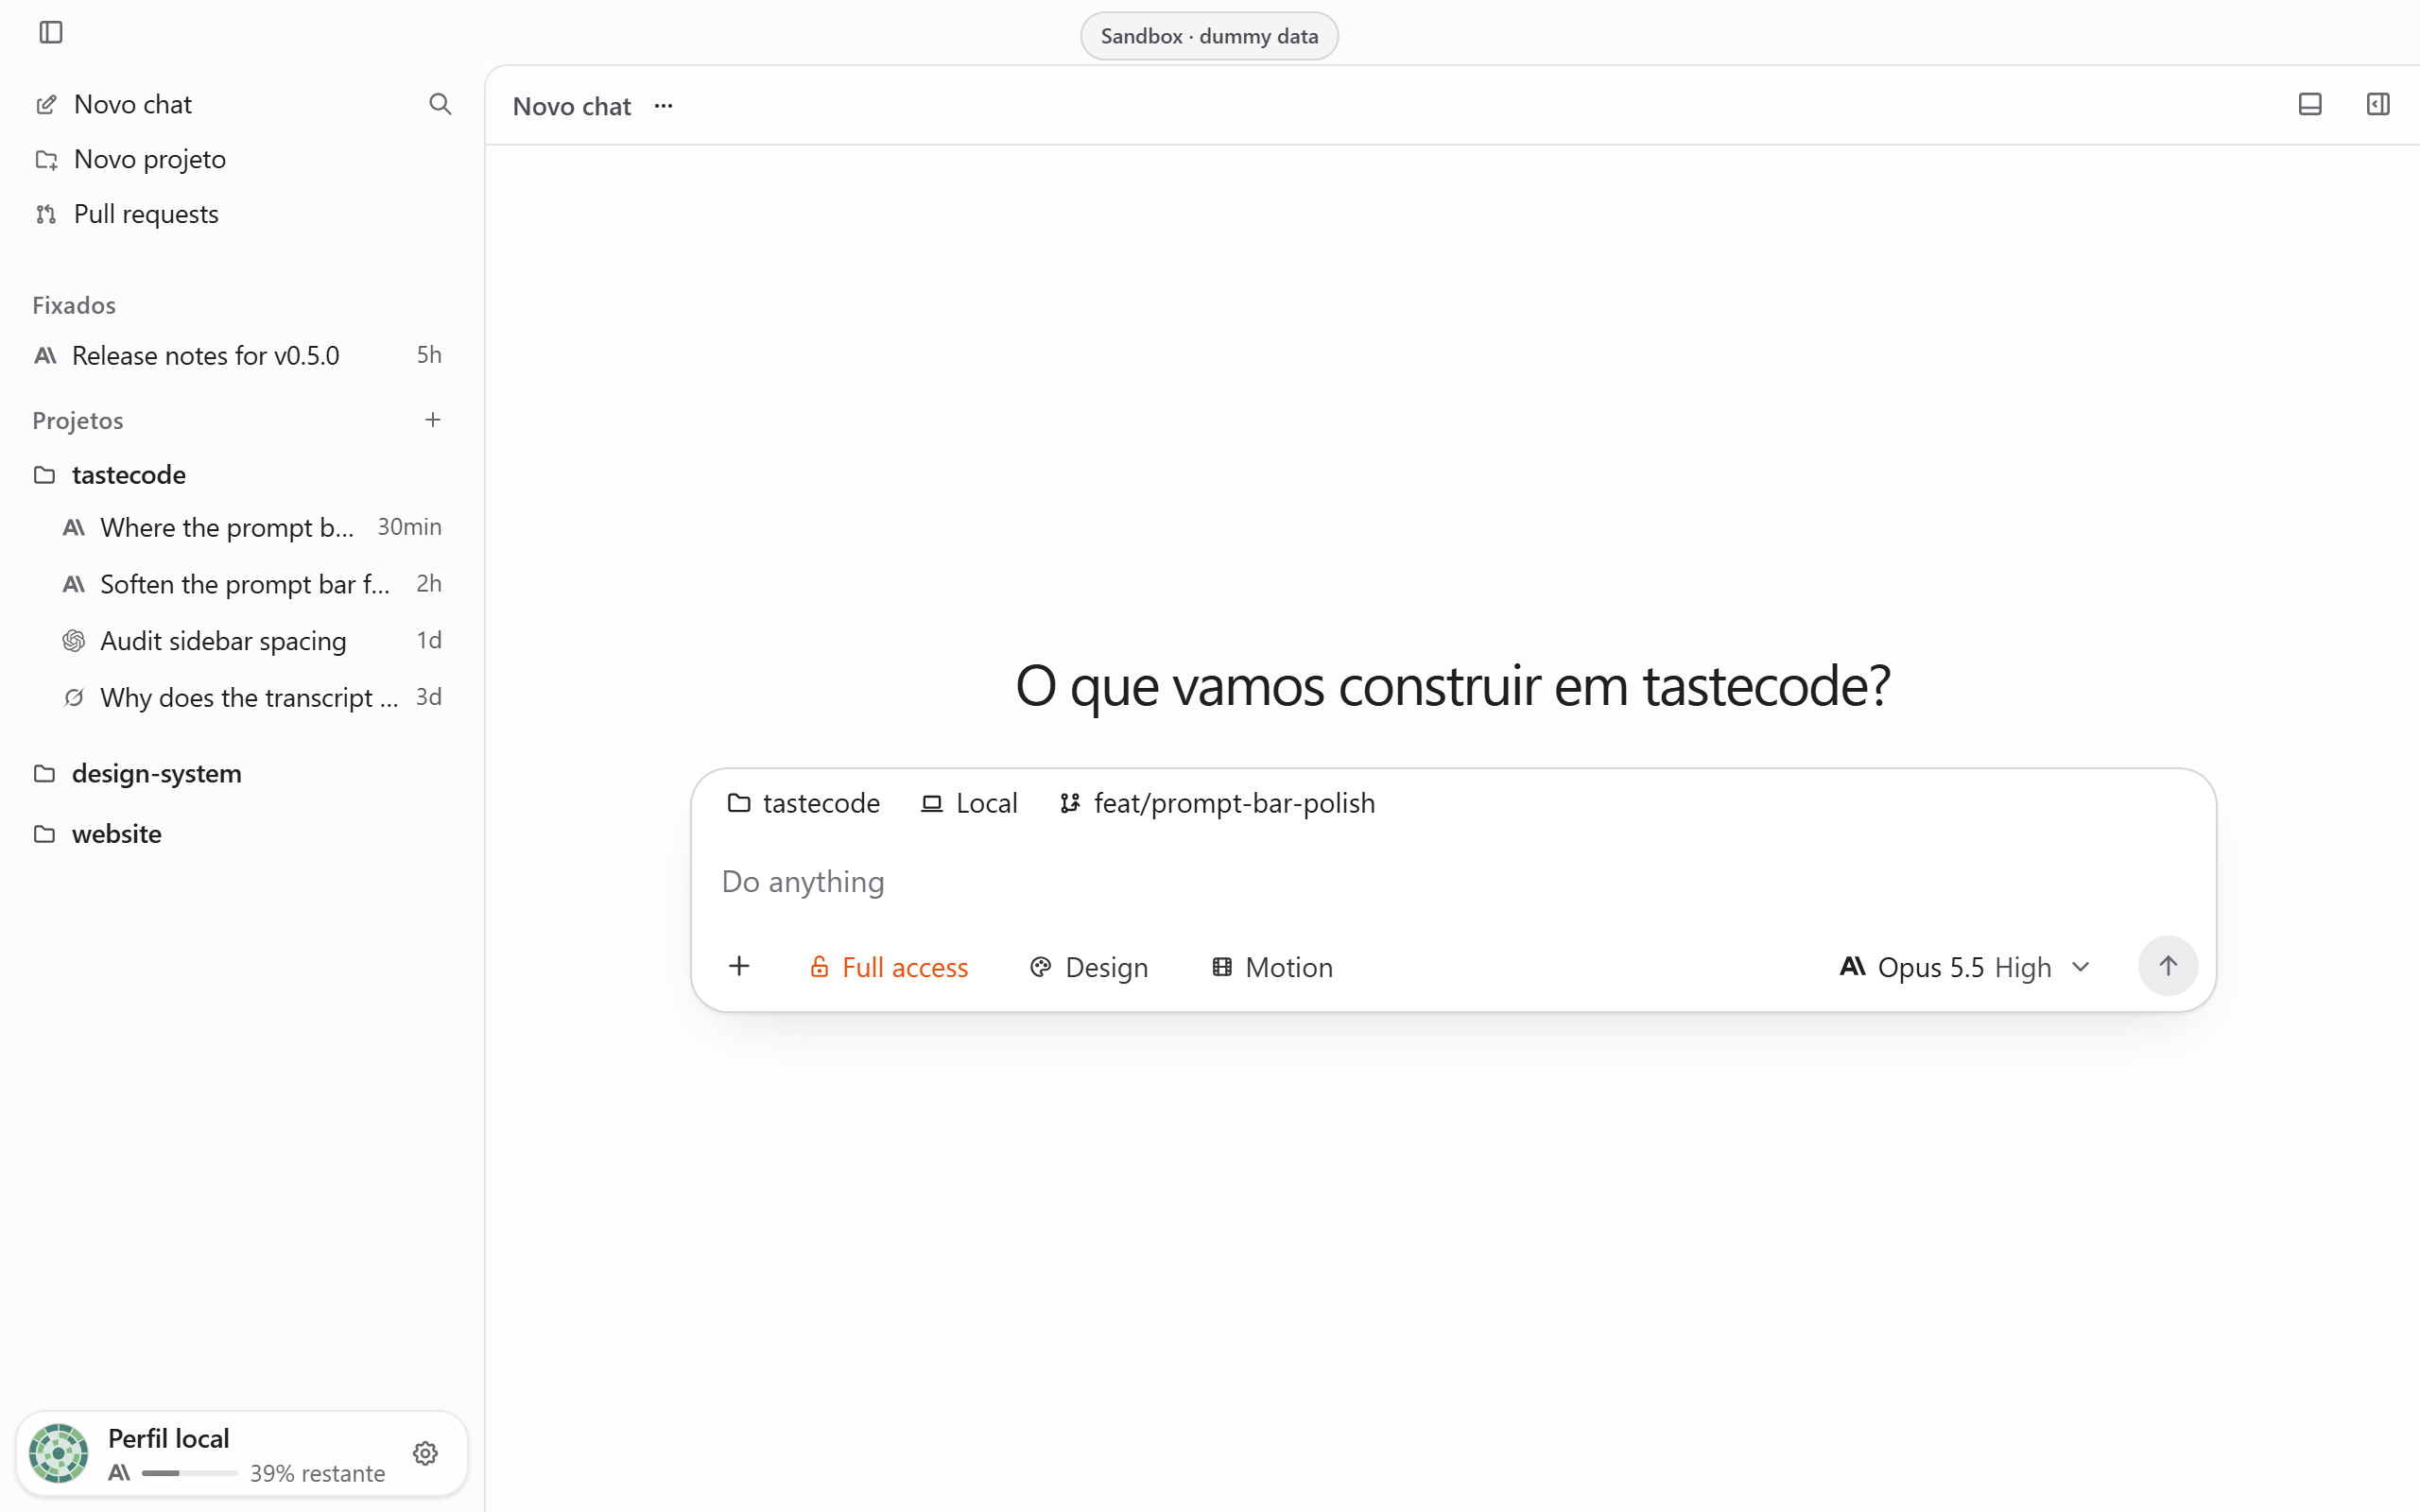 Sandbox · dummy data
Novo chat
Novo projeto
Pull requests
Fixados
Release notes for v0.5.0 5h
Projetos
tastecode
Where the prompt b... 30min
Soften the prompt bar f... 2h
Audit sidebar spacing 1d
Why does the transcript ... 3d
design-system
website
Perfil local
39% restante
Novo chat
O que vamos construir em tastecode?
tastecode Local feat/prompt-bar-polish
Do anything
Full access Design Motion Opus 5.5 High